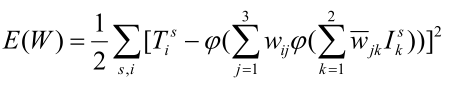 E(W) = \frac{1}{2} \sum_{s,i} [T_i^s - \varphi(\sum_{j=1}^{3} w_{ij} \varphi(\sum_{k=1}^{2} \overline{w}_{jk} I_k^s))]^2